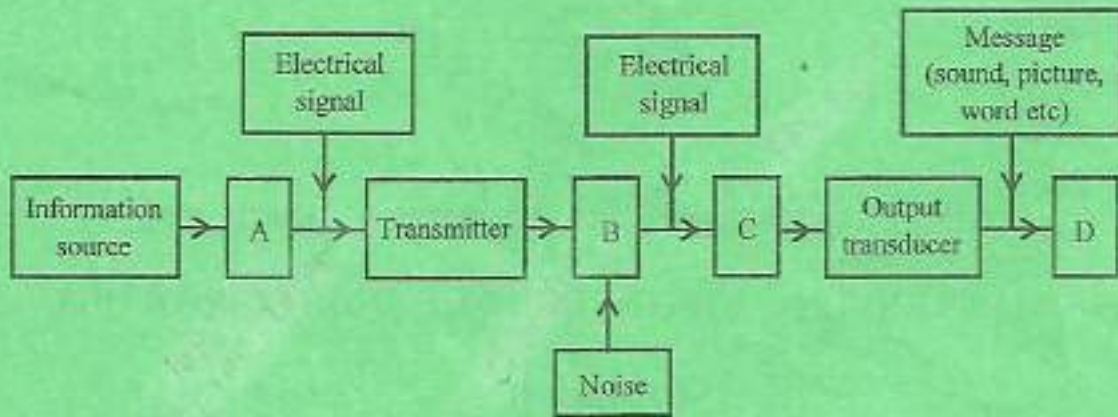 Electrical
signal
Electrical
signal
Message
(sound, picture,
word etc)
Information
source
A
Transmitter
B
C
Output
transducer
D
Noise